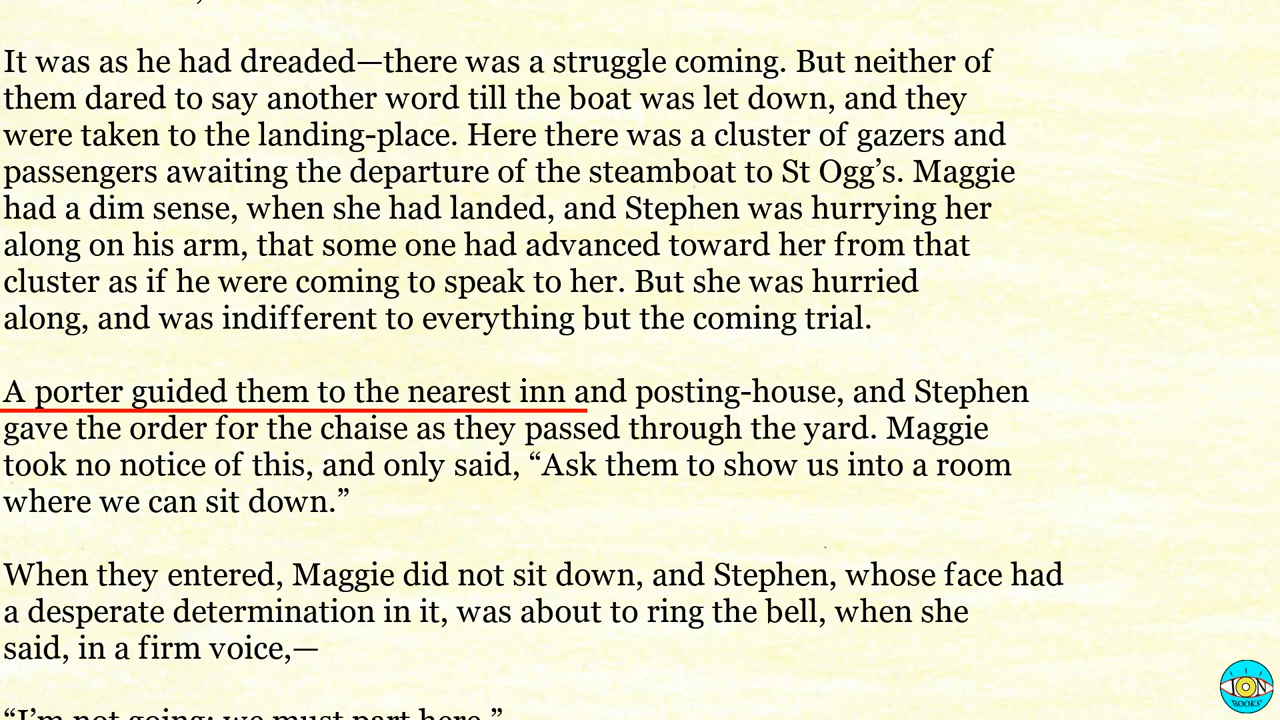 It was as he had dreaded—there was a struggle coming. But neither of
them dared to say another word till the boat was let down, and they
were taken to the landing-place. Here there was a cluster of gazers and
passengers awaiting the departure of the steamboat to St Ogg’s. Maggie
had a dim sense, when she had landed, and Stephen was hurrying her
along on his arm, that some one had advanced toward her from that
cluster as if he were coming to speak to her. But she was hurried
along, and was indifferent to everything but the coming trial.
A porter guided them to the nearest inn and posting-house, and Stephen
gave the order for the chaise as they passed through the yard. Maggie
took no notice of this, and only said, “Ask them to show us into a room
where we can sit down.”
When they entered, Maggie did not sit down, and Stephen, whose face had
a desperate determination in it, was about to ring the bell, when she
said, in a firm voice,—
“I’m not going; we must part here.”
ION
BOOKS